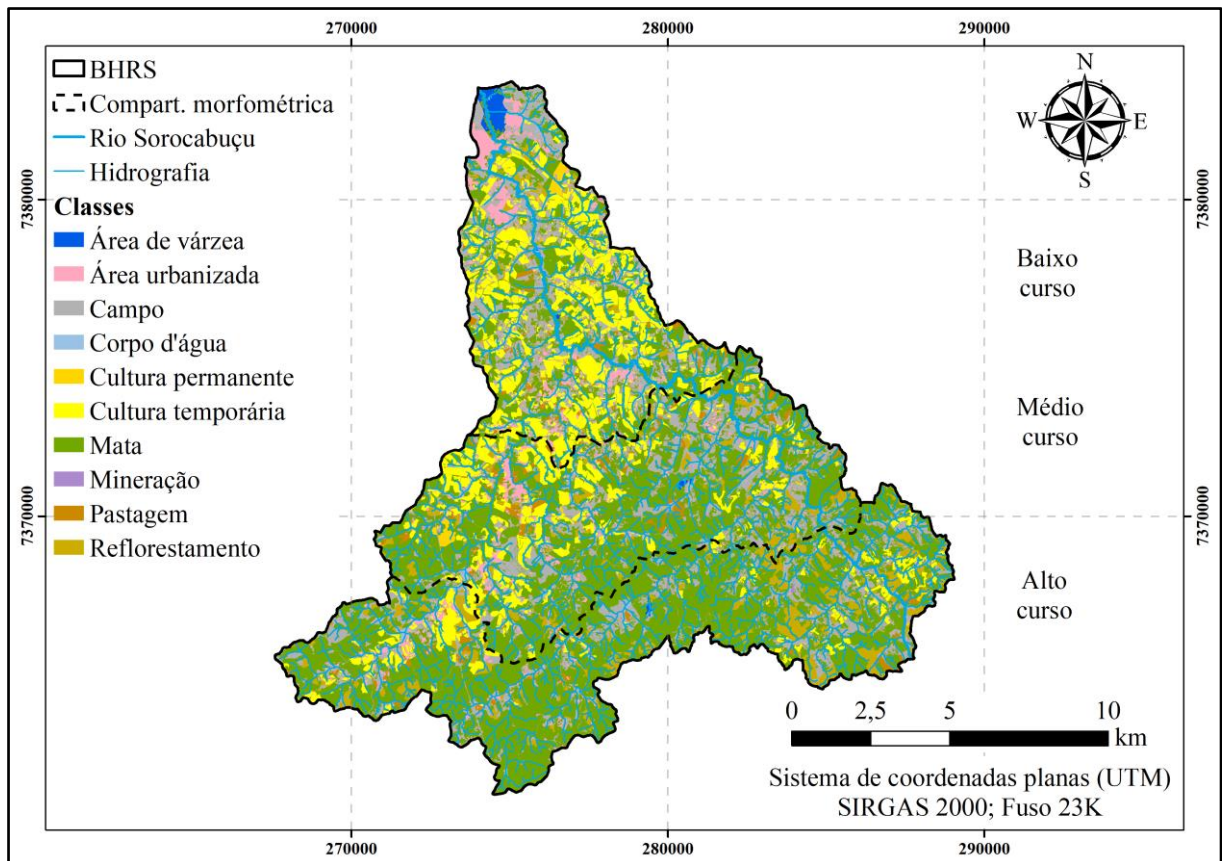 270000
280000
290000
BHRS
Compart. morfométrica
Rio Sorocabuçu
Hidrografia
Classes
Área de várzea
Área urbanizada
Campo
Corpo d'água
Cultura permanente
Cultura temporária
Mata
Mineração
Pastagem
Reflorestamento
N
W
E
S
7380000
7380000
Baixo
curso
Médio
curso
7370000
7370000
Alto
curso
0 2,5 5 10
km
Sistema de coordenadas planas (UTM)
SIRGAS 2000; Fuso 23K
270000
280000
290000